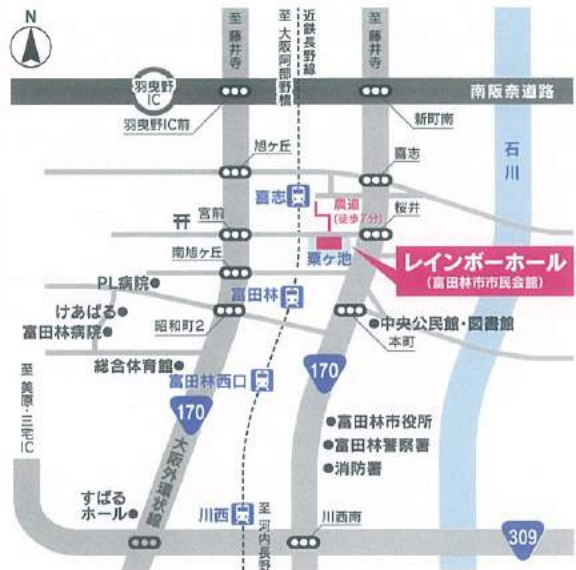 N
至 藤井寺
至 大阪阿部野橋
近鉄長野線
至 藤井寺
羽曳野
IC
南阪奈道路
羽曳野IC前
新町南
旭ヶ丘
喜志
石川
喜志
農道
(徒歩7分)
桜井
宮前
粟ヶ池
レインボーホール
(富田林市市民会館)
南旭ヶ丘
PL病院
富田林
けあぱる
富田林病院
昭和町2
中央公民館・図書館
本町
総合体育館
富田林西口
170
170
至 美原・三宅IC
大阪外環状線
富田林市役所
富田林警察署
消防署
すばる
ホール
川西
至 河内長野
川西南
309